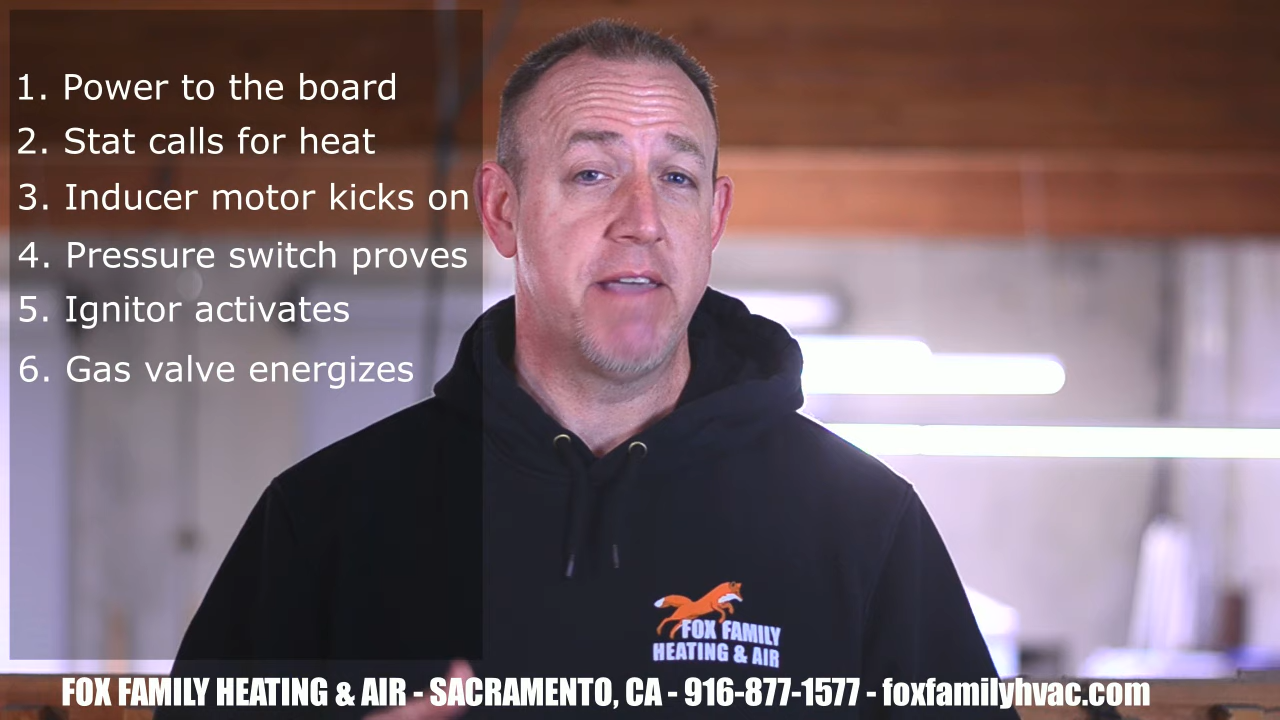 1. Power to the board
2. Stat calls for heat
3. Inducer motor kicks on
4. Pressure switch proves
5. Ignitor activates
6. Gas valve energizes
FOX FAMILY
HEATING & AIR
FOX FAMILY HEATING & AIR - SACRAMENTO, CA - 916-877-1577 - foxfamilyhvac.com